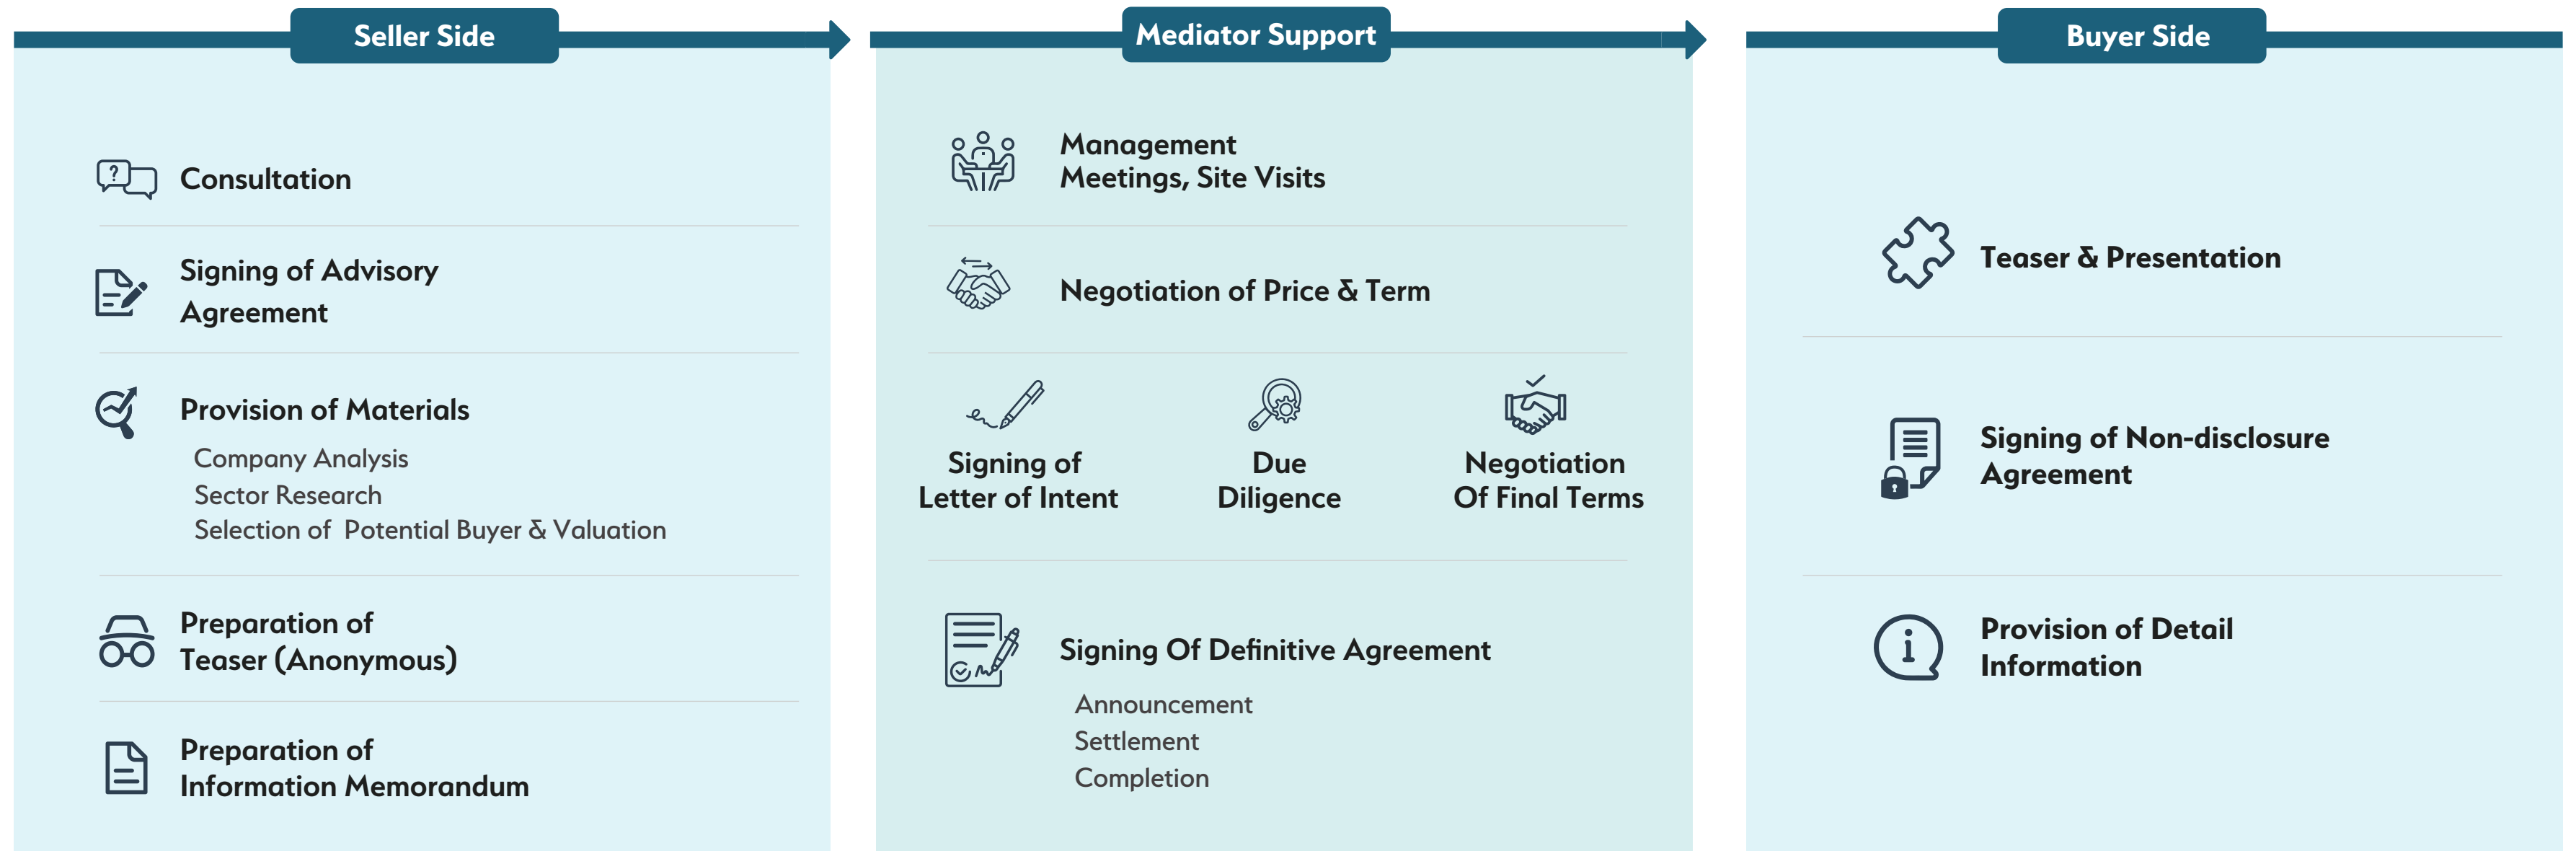 Seller Side
Consultation
Signing of Advisory
Agreement
Provision of Materials
Company Analysis
Sector Research
Selection of Potential Buyer & Valuation
Preparation of
Teaser (Anonymous)
Preparation of
Information Memorandum
Mediator Support
Management
Meetings, Site Visits
Negotiation of Price & Term
Signing of
Letter of Intent
Due
Diligence
Negotiation
Of Final Terms
Signing Of Definitive Agreement
Announcement
Settlement
Completion
Buyer Side
Teaser & Presentation
Signing of Non-disclosure
Agreement
Provision of Detail
Information